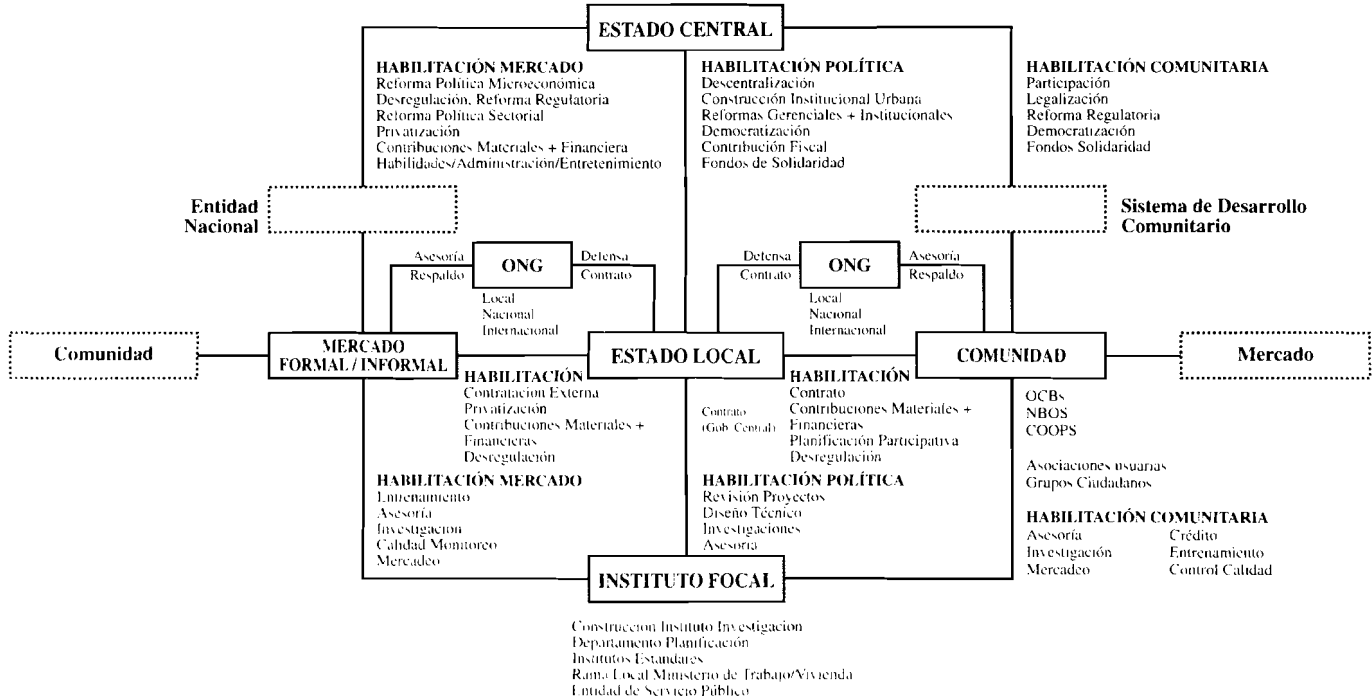 ESTADO CENTRAL
HABILITACIÓN MERCADO
Reforma Política Microeconómica
Desregulación, Reforma Regulatoria
Reforma Política Sectorial
Privatización
Contribuciones Materiales + Financiera
Habilidades/Administración/Entretenimiento
HABILITACIÓN POLÍTICA
Descentralización
Construcción Institucional Urbana
Reformas Gerenciales + Institucionales
Democratización
Contribución Fiscal
Fondos de Solidaridad
HABILITACIÓN COMUNITARIA
Participación
Legalización
Reforma Regulatoria
Democratización
Fondos Solidaridad
Entidad
Nacional
Sistema de Desarrollo
Comunitario
Asesoría
Respaldo
ONG
Defensa
Contrato
Local
Nacional
Internacional
Defensa
Contrato
ONG
Asesoría
Respaldo
Local
Nacional
Internacional
Comunidad
MERCADO
FORMAL / INFORMAL
ESTADO LOCAL
COMUNIDAD
Mercado
HABILITACIÓN
Contratacion Externa
Privatización
Contribuciones Materiales +
Financieras
Desregulación
Contrato
(Gob Central)
HABILITACIÓN
Contrato
Contribuciones Materiales +
Financieras
Planificación Participativa
Desregulación
OCBs
NBOS
COOPS
Asociaciones usuarias
Grupos Ciudadanos
HABILITACIÓN MERCADO
Entrenamiento
Asesoría
Investigacion
Calidad Monitoreo
Mercadeo
HABILITACIÓN POLÍTICA
Revisión Proyectos
Diseño Técnico
Investigaciones
Asesoria
HABILITACIÓN COMUNITARIA
Asesoría Crédito
Investigación Entrenamiento
Mercadeo Control Calidad
INSTITUTO FOCAL
Construccion Instituto Investigacion
Departamento Planificación
Institutos Estandares
Rama Local Ministerio de Trabajo/Vivienda
Entidad de Servicio Público